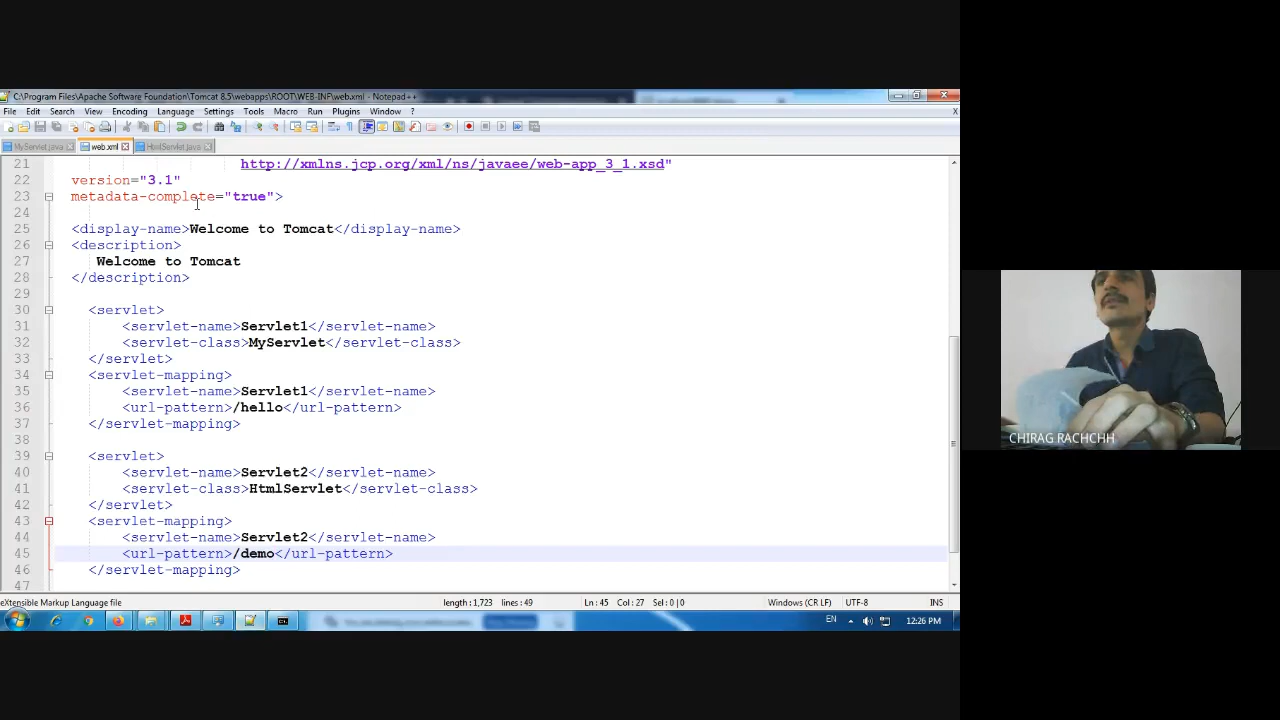 C:\Program Files\Apache Software Foundation\Tomcat 8.5\webapps\ROOT\WEB-INF\web.xml - Notepad++
File Edit Search View Encoding Language Settings Tools Macro Run Plugins Window ? X
MyServlet.java web.xml HtmlServlet.java
21 http://xmlns.jcp.org/xml/ns/javaee/web-app_3_1.xsd"
22 version="3.1"
23 metadata-complete="true">
24
25 <display-name>Welcome to Tomcat</display-name>
26 <description>
27 Welcome to Tomcat
28 </description>
29
30 <servlet>
31 <servlet-name>Servlet1</servlet-name>
32 <servlet-class>MyServlet</servlet-class>
33 </servlet>
34 <servlet-mapping>
35 <servlet-name>Servlet1</servlet-name>
36 <url-pattern>/hello</url-pattern>
37 </servlet-mapping>
38
39 <servlet>
40 <servlet-name>Servlet2</servlet-name>
41 <servlet-class>HtmlServlet</servlet-class>
42 </servlet>
43 <servlet-mapping>
44 <servlet-name>Servlet2</servlet-name>
45 <url-pattern>/demo</url-pattern>
46 </servlet-mapping>
47
CHIRAG RACHCHH
eXtensible Markup Language file length : 1,723 lines : 49 Ln : 45 Col : 27 Sel : 0 | 0 Windows (CR LF) UTF-8 INS
EN 12:26 PM